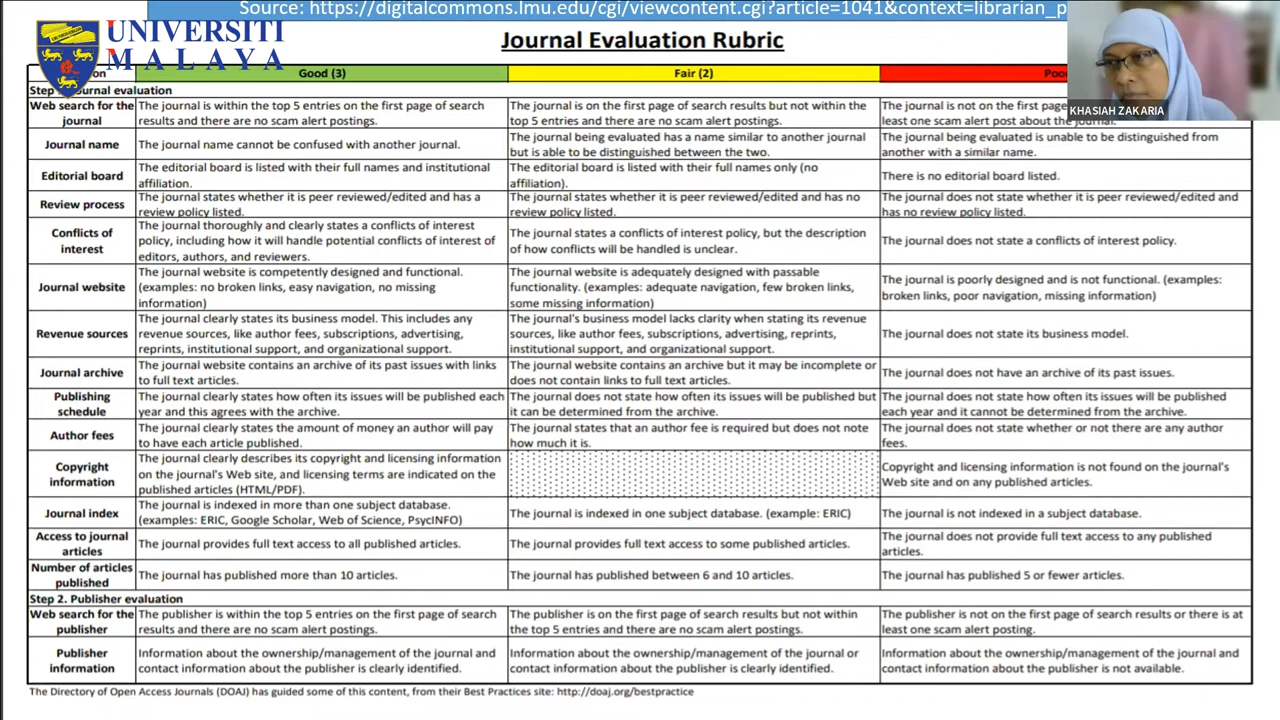 Source: https://digitalcommons.lmu.edu/cgi/viewcontent.cgi?article=1041&context=librarian_p
UNIVERSITI
MALAYA
Journal Evaluation Rubric
Good (3)
Fair (2)
KHASIAH ZAKARIA
Journal evaluation
Web search for the
journal
The journal is within the top 5 entries on the first page of search
results and there are no scam alert postings.
The journal is on the first page of search results but not within the
top 5 entries and there are no scam alert postings.
The journal is not on the first page
least one scam alert post about the journal.
Journal name
The journal name cannot be confused with another journal.
The journal being evaluated has a name similar to another journal
but is able to be distinguished between the two.
The journal being evaluated is unable to be distinguished from
another with a similar name.
Editorial board
The editorial board is listed with their full names and institutional
affiliation.
The editorial board is listed with their full names only (no
affiliation).
There is no editorial board listed.
Review process
The journal states whether it is peer reviewed/edited and has a
review policy listed.
The journal states whether it is peer reviewed/edited and has no
review policy listed.
The journal does not state whether it is peer reviewed/edited and
has no review policy listed.
Conflicts of
interest
The journal thoroughly and clearly states a conflicts of interest
policy, including how it will handle potential conflicts of interest of
editors, authors, and reviewers.
The journal states a conflicts of interest policy, but the description
of how conflicts will be handled is unclear.
The journal does not state a conflicts of interest policy.
Journal website
The journal website is competently designed and functional.
(examples: no broken links, easy navigation, no missing
information)
The journal website is adequately designed with passable
functionality. (examples: adequate navigation, few broken links,
some missing information)
The journal is poorly designed and is not functional. (examples:
broken links, poor navigation, missing information)
Revenue sources
The journal clearly states its business model. This includes any
revenue sources, like author fees, subscriptions, advertising,
reprints, institutional support, and organizational support.
The journal's business model lacks clarity when stating its revenue
sources, like author fees, subscriptions, advertising, reprints,
institutional support, and organizational support.
The journal does not state its business model.
Journal archive
The journal website contains an archive of its past issues with links
to full text articles.
The journal website contains an archive but it may be incomplete or
does not contain links to full text articles.
The journal does not have an archive of its past issues.
Publishing
schedule
The journal clearly states how often its issues will be published each
year and this agrees with the archive.
The journal does not state how often its issues will be published but
it can be determined from the archive.
The journal does not state how often its issues will be published
each year and it cannot be determined from the archive.
Author fees
The journal clearly states the amount of money an author will pay
to have each article published.
The journal states that an author fee is required but does not note
how much it is.
The journal does not state whether or not there are any author
fees.
Copyright
information
The journal clearly describes its copyright and licensing information
on the journal's Web site, and licensing terms are indicated on the
published articles (HTML/PDF).
Copyright and licensing information is not found on the journal's
Web site and on any published articles.
Journal index
The journal is indexed in more than one subject database.
(examples: ERIC, Google Scholar, Web of Science, PsycINFO)
The journal is indexed in one subject database. (example: ERIC)
The journal is not indexed in a subject database.
Access to journal
articles
The journal provides full text access to all published articles.
The journal provides full text access to some published articles.
The journal does not provide full text access to any published
articles.
Number of articles
published
The journal has published more than 10 articles.
The journal has published between 6 and 10 articles.
The journal has published 5 or fewer articles.
Step 2. Publisher evaluation
Web search for the
publisher
The publisher is within the top 5 entries on the first page of search
results and there are no scam alert postings.
The publisher is on the first page of search results but not within
the top 5 entries and there are no scam alert postings.
The publisher is not on the first page of search results or there is at
least one scam alert posting.
Publisher
information
Information about the ownership/management of the journal and
contact information about the publisher is clearly identified.
Information about the ownership/management of the journal or
contact information about the publisher is clearly identified.
Information about the ownership/management of the journal and
contact information about the publisher is not available.
The Directory of Open Access Journals (DOAJ) has guided some of this content, from their Best Practices site: http://doaj.org/bestpractice